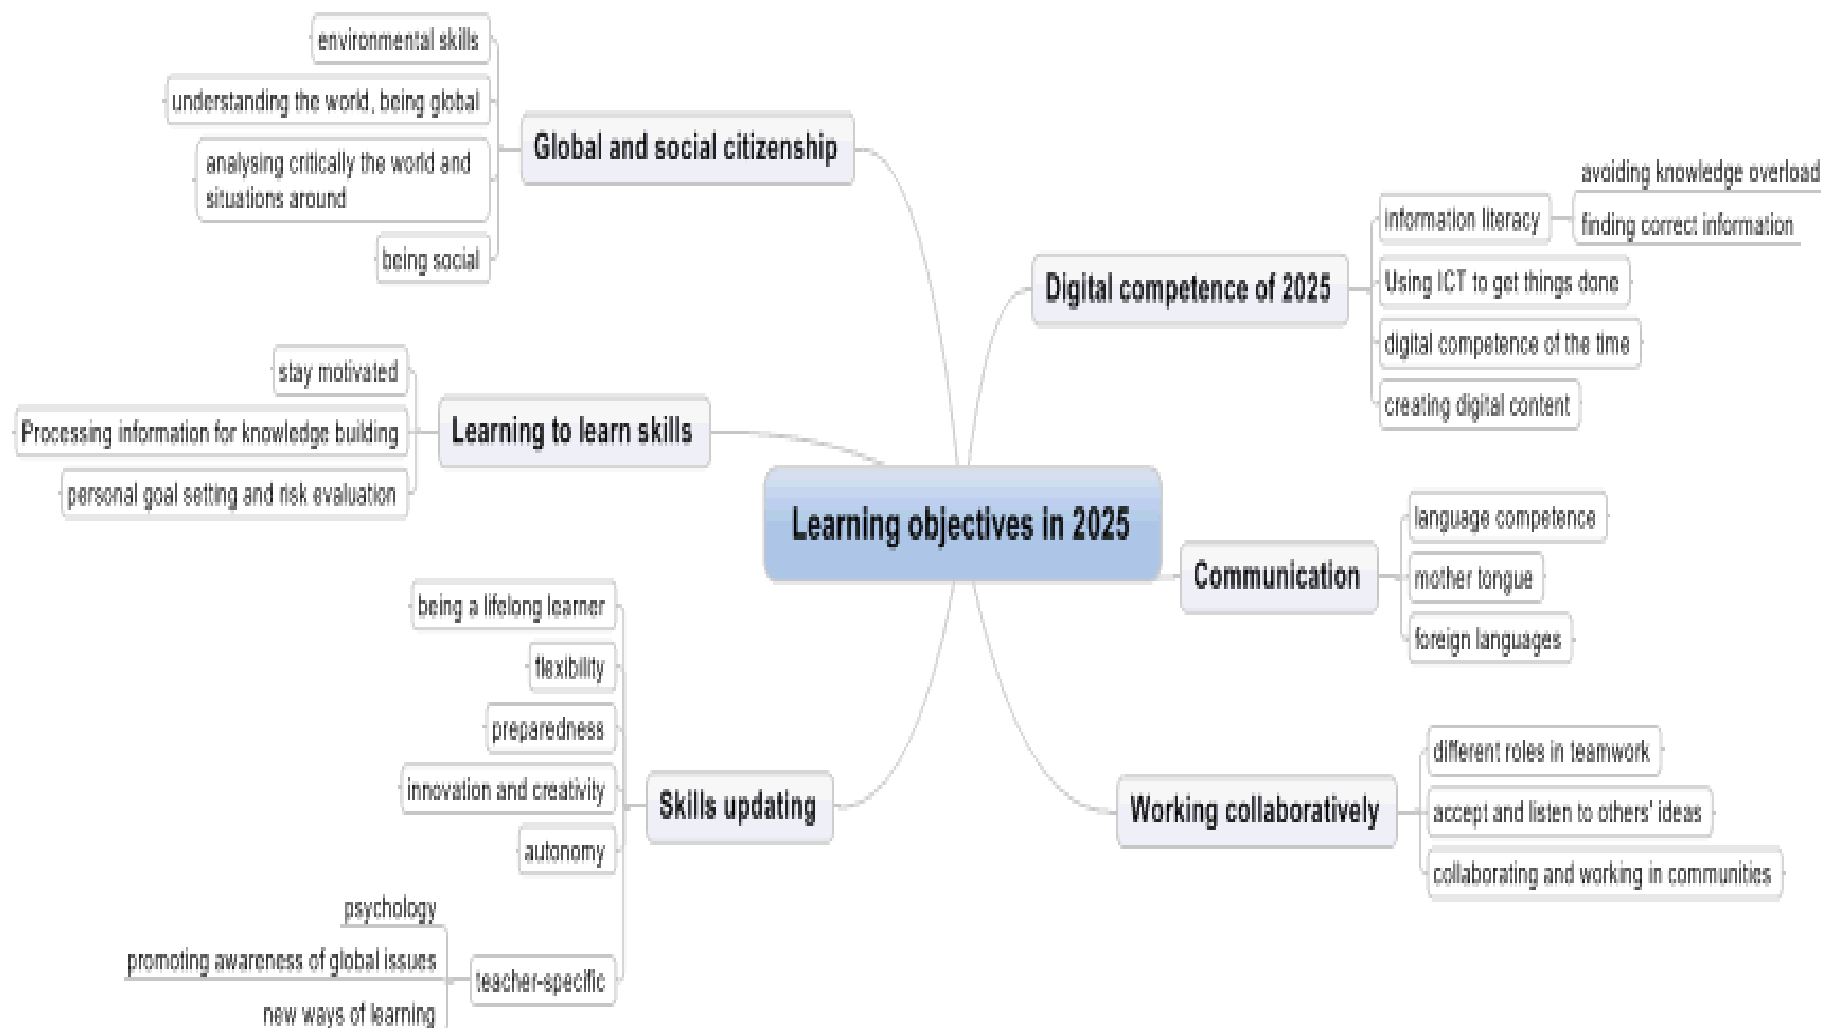 environmental skills
understanding the world, being global
analysing critically the world and
situations around
being social
Global and social citizenship
stay motivated
Processing information for knowledge building
personal goal setting and risk evaluation
Learning to learn skills
being a lifelong learner
flexibility
preparedness
innovation and creativity
autonomy
psychology
promoting awareness of global issues
new ways of learning
teacher-specific
Skills updating
Learning objectives in 2025
Digital competence of 2025
information literacy
avoiding knowledge overload
finding correct information
Using ICT to get things done
digital competence of the time
creating digital content
Communication
language competence
mother tongue
foreign languages
Working collaboratively
different roles in teamwork
accept and listen to others' ideas
collaborating and working in communities